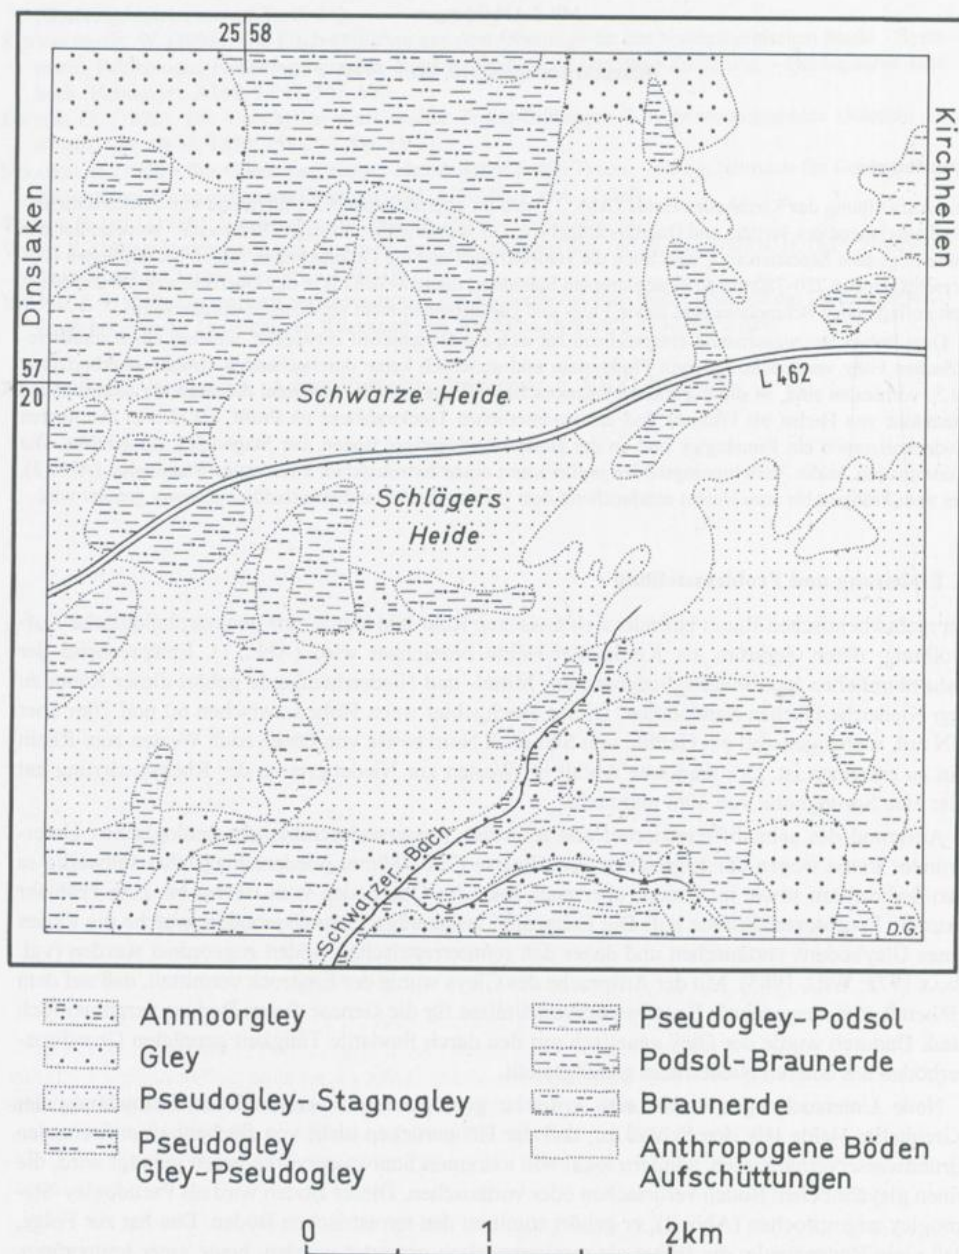 25 58
Dinslaken
Kirchhellen
57
20
L 462
Schwarze Heide
Schlägers
Heide
Schwarzer Bach
D.G.
Anmoorgley
Gley
Pseudogley-Stagnogley
Pseudogley
Gley-Pseudogley
Pseudogley-Podsol
Podsol-Braunerde
Braunerde
Anthropogene Böden
Aufschüttungen
0 1 2km